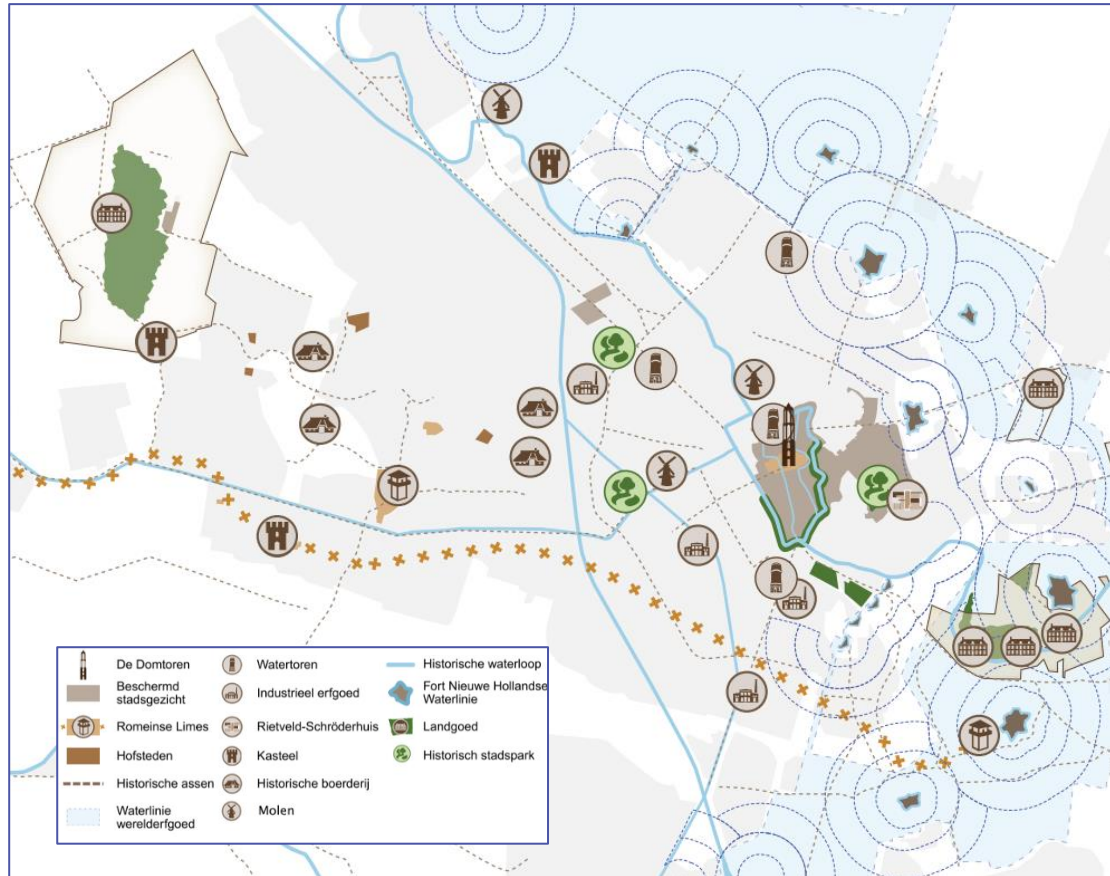 De Domtoren
Beschermd
stadsgezicht
Romeinse Limes
Hofsteden
Historische assen
Waterlinie
werelderfgoed
Watertoren
Industrieel erfgoed
Rietveld-Schröderhuis
Kasteel
Historische boerderij
Molen
Historische waterloop
Fort Nieuwe Hollandse
Waterlinie
Landgoed
Historisch stadspark